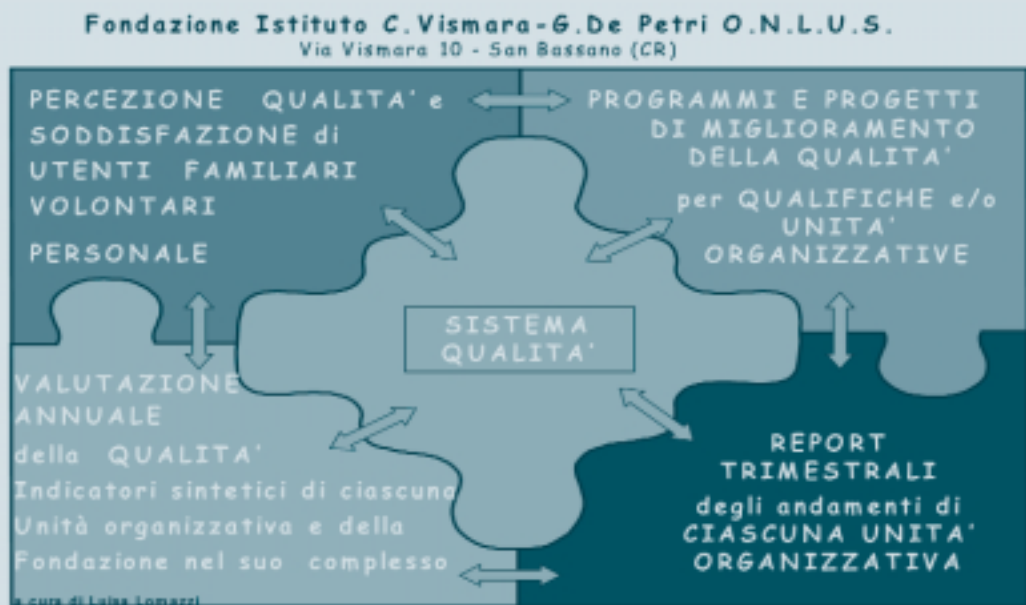 Fondazione Istituto C.Vismara-G.De Petri O.N.L.U.S.
Via Vismara 10 - San Bassano (CR)
PERCEZIONE QUALITA' e
SODDISFAZIONE di
UTENTI FAMILIARI
VOLONTARI
PERSONALE
PROGRAMMI E PROGETTI
DI MIGLIORAMENTO
DELLA QUALITA'
per QUALIFICHE e/o
UNITA'
ORGANIZZATIVE
SISTEMA
QUALITA'
VALUTAZIONE
ANNUALE
della QUALITA'
Indicatori sintetici di ciascuna
Unità organizzativa e della
Fondazione nel suo complesso
REPORT
TRIMESTRALI
degli andamenti di
CIASCUNA UNITA'
ORGANIZZATIVA
a cura di Luisa Lomazzi